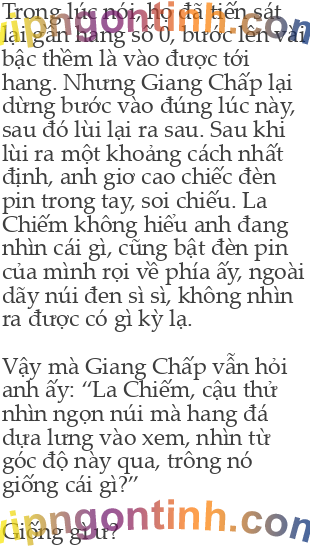 Trong lúc nói, họ đã tiến sát
lại gần hang số 0, bước lên vài
bậc thềm là vào được tới
hang. Nhưng Giang Chấp lại
dừng bước vào đúng lúc này,
sau đó lùi lại ra sau. Sau khi
lùi ra một khoảng cách nhất
định, anh giơ cao chiếc đèn
pin trong tay, soi chiếu. La
Chiếm không hiểu anh đang
nhìn cái gì, cũng bật đèn pin
của mình rọi về phía ấy, ngoài
dãy núi đen sì sì, không nhìn
ra được có gì kỳ lạ.
Vậy mà Giang Chấp vẫn hỏi
anh ấy: “La Chiếm, cậu thử
nhìn ngọn núi mà hang đá
dựa lưng vào xem, nhìn từ
góc độ này qua, trông nó
giống cái gì?”
vipngontinh.com
Giống gì ư?